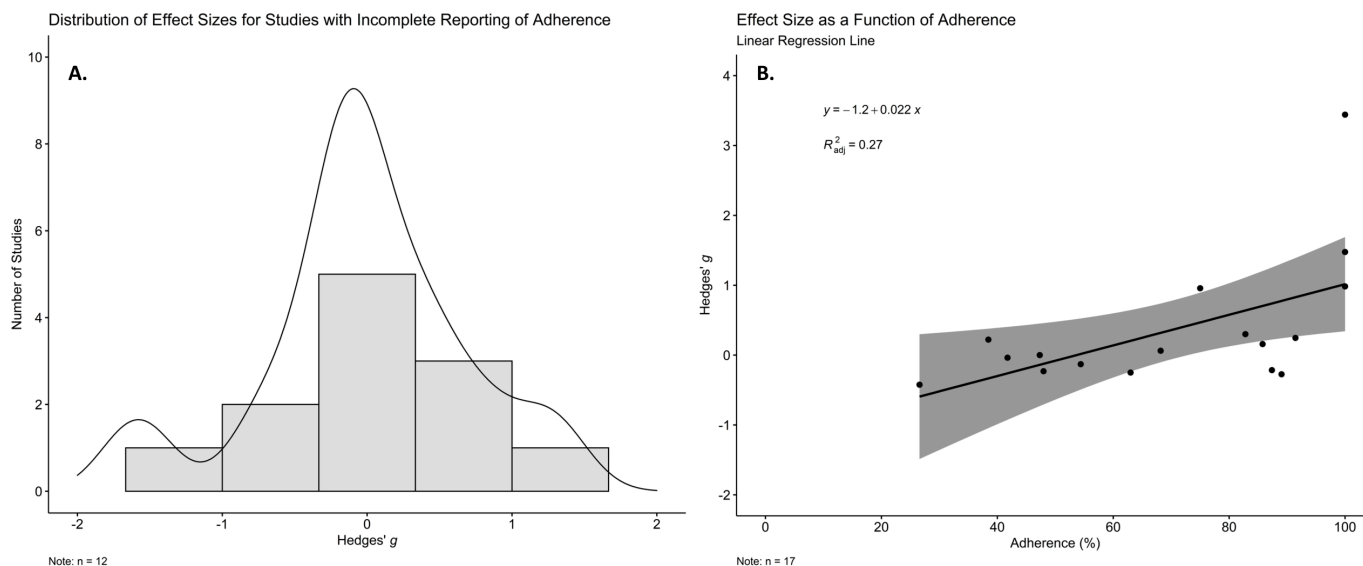 Distribution of Effect Sizes for Studies with Incomplete Reporting of Adherence
A.
Number of Studies
10
8
6
4
2
0
-2
-1
0
1
2
Hedges' g
Note: n = 12
Effect Size as a Function of Adherence
Linear Regression Line
B.
y = −1.2 + 0.022 x
R²adj = 0.27
Hedges' g
4
3
2
1
0
-1
-2
0
20
40
60
80
100
Adherence (%)
Note: n = 17